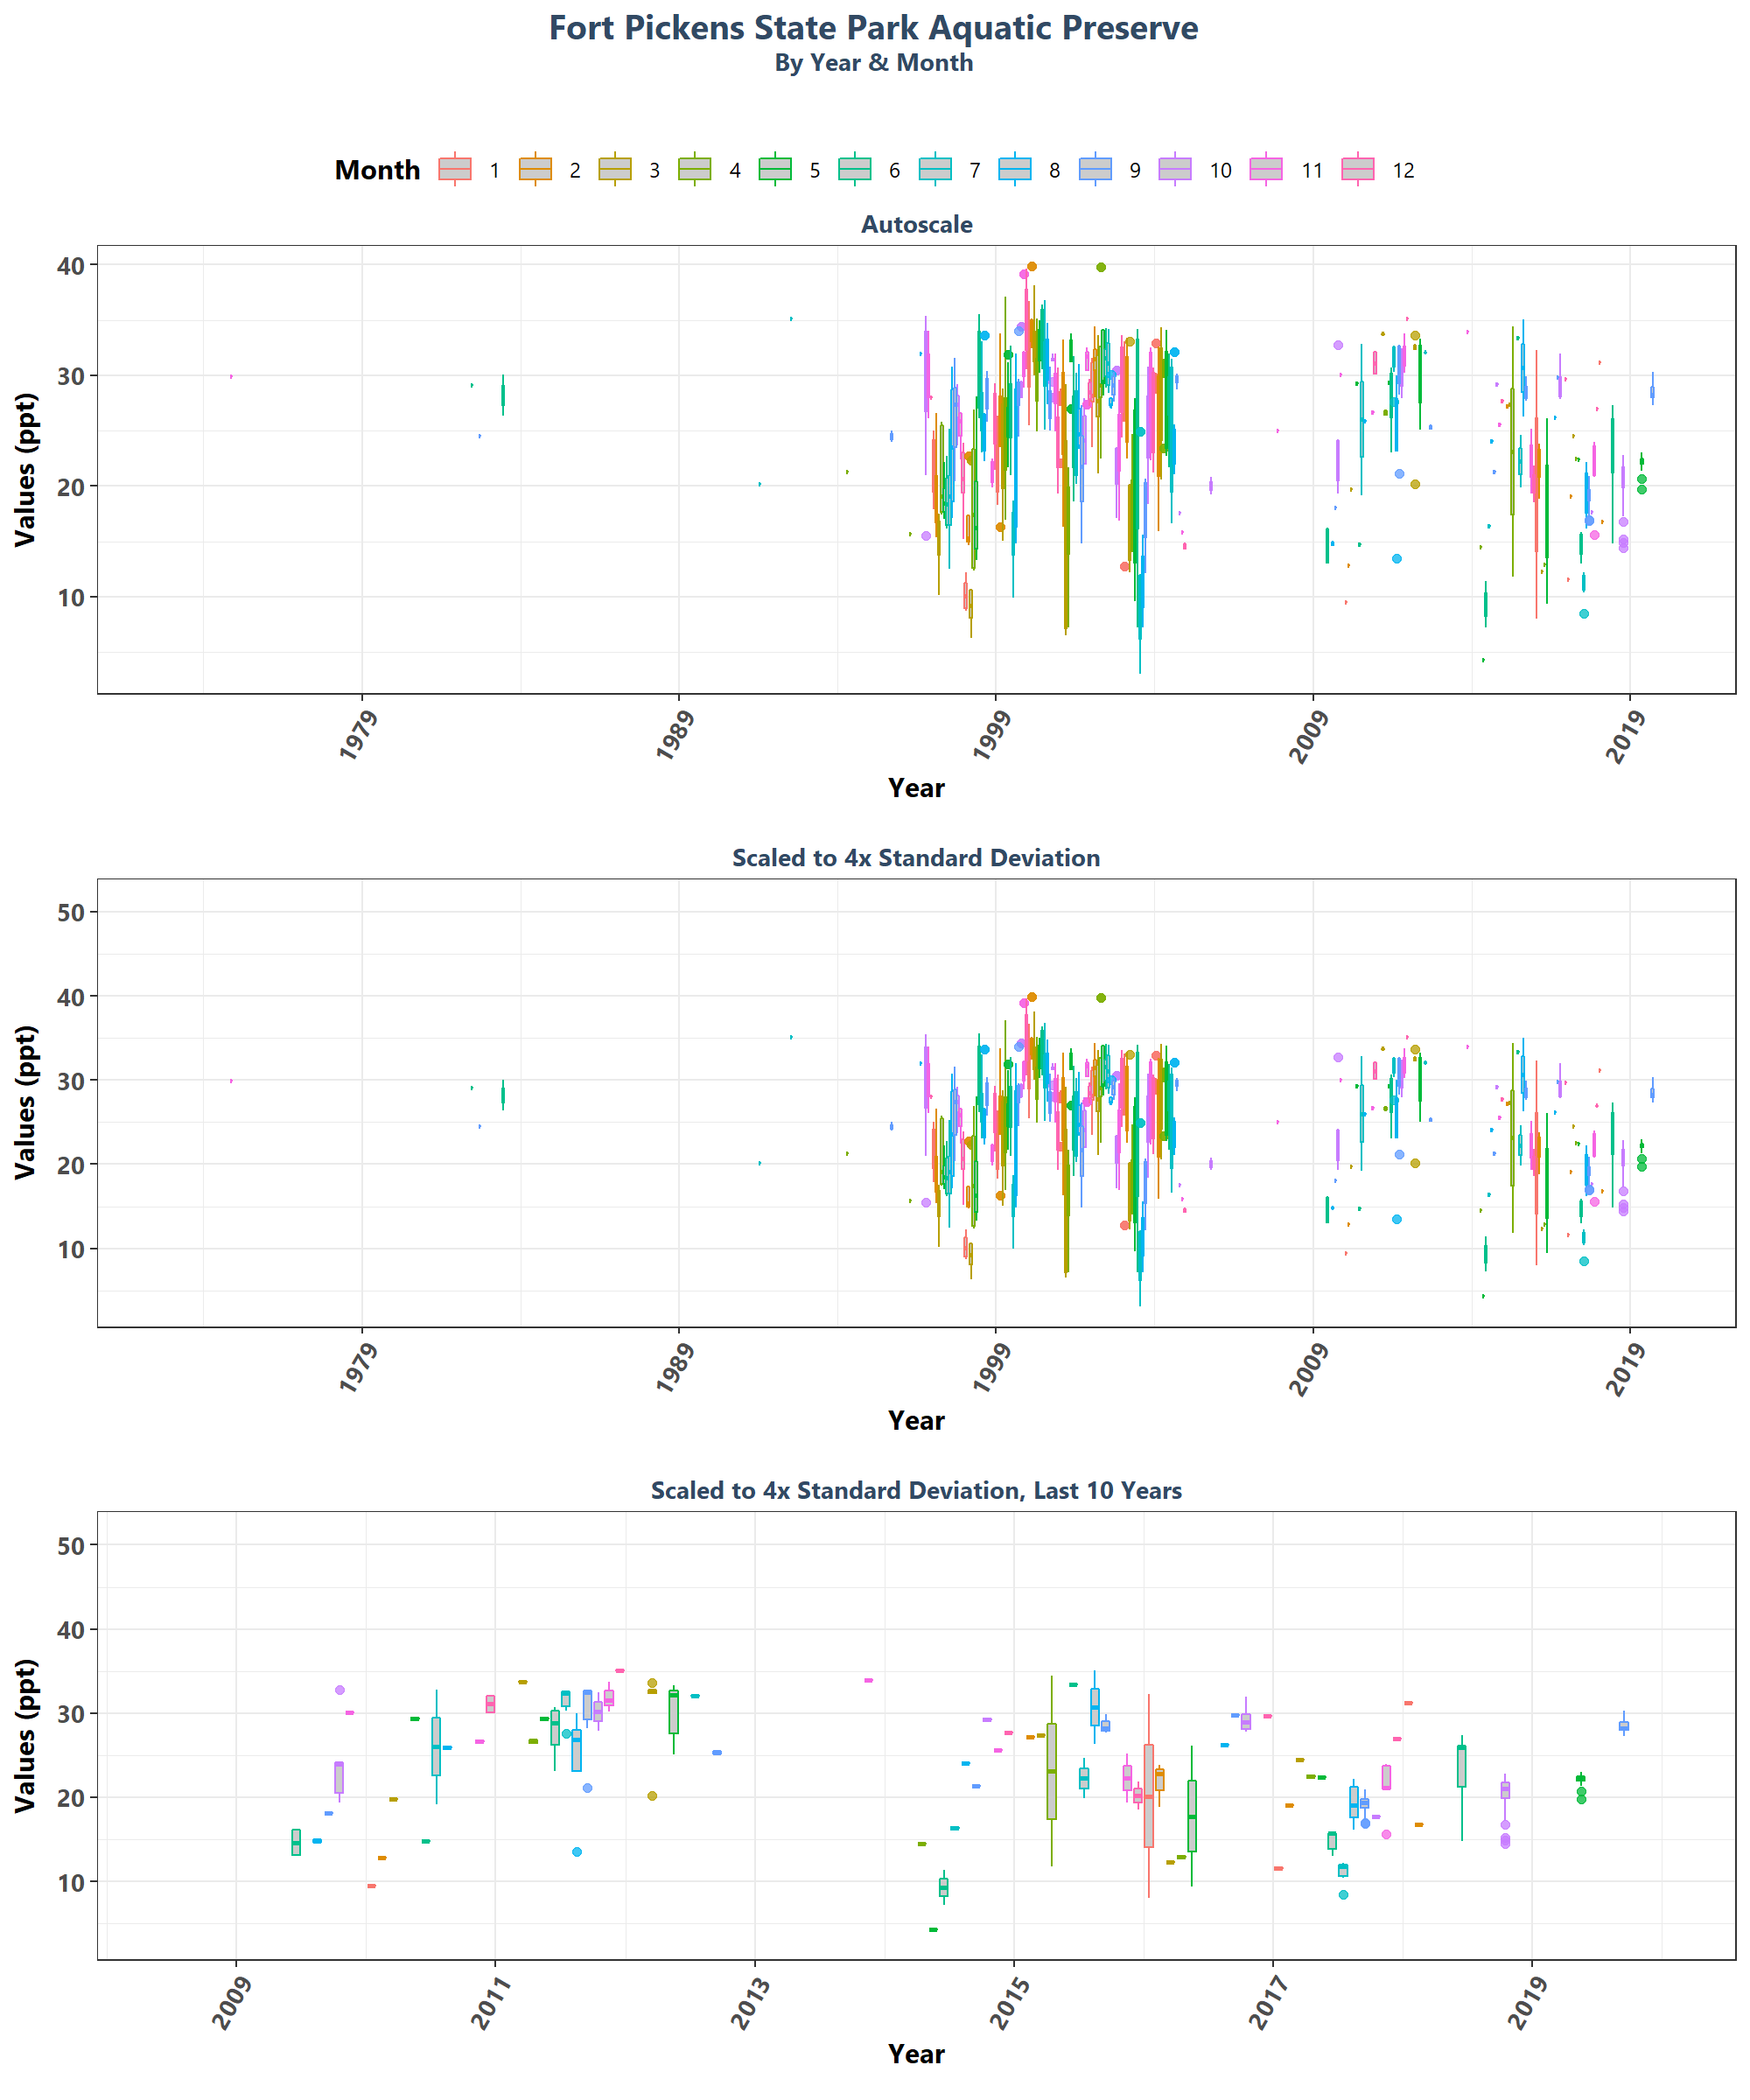 Fort Pickens State Park Aquatic Preserve
By Year & Month
Month 1 2 3 4 5 6 7 8 9 10 11 12
Autoscale
Values (ppt)
40
30
20
10
1979 1989 1999 2009 2019
Year
Scaled to 4x Standard Deviation
Values (ppt)
50
40
30
20
10
1979 1989 1999 2009 2019
Year
Scaled to 4x Standard Deviation, Last 10 Years
Values (ppt)
50
40
30
20
10
2009 2011 2013 2015 2017 2019
Year